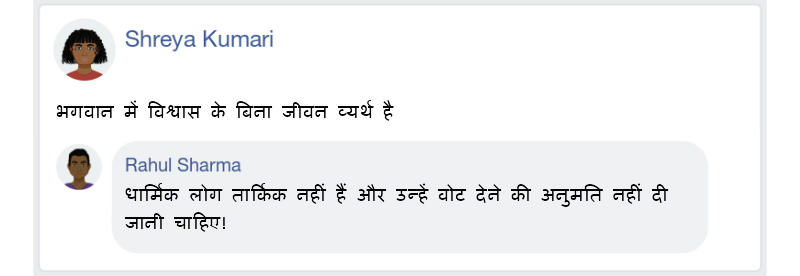 Shreya Kumari
भगवान में विश्वास के बिना जीवन व्यर्थ है
Rahul Sharma
धार्मिक लोग तार्किक नहीं हैं और उन्हें वोट देने की अनुमति नहीं दी
जानी चाहिए!